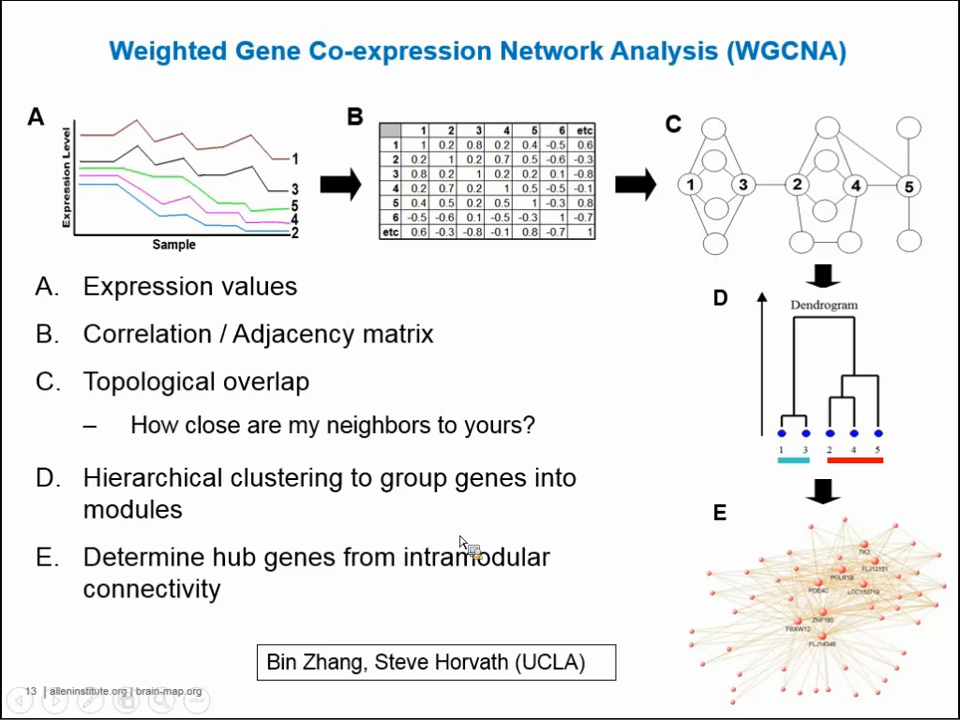 Weighted Gene Co-expression Network Analysis (WGCNA)
A
Expression Level
1
3
5
4
2
Sample
B
1 2 3 4 5 6 etc
1 1 0.2 0.8 0.2 0.4 -0.5 0.6
2 0.2 1 0.2 0.7 0.5 -0.6 -0.3
3 0.8 0.2 1 0.2 0.2 0.1 -0.8
4 0.2 0.7 0.2 1 0.5 -0.5 -0.1
5 0.4 0.5 0.2 0.5 1 -0.3 0.8
6 -0.5 -0.6 0.1 -0.5 -0.3 1 -0.7
etc 0.6 -0.3 -0.8 -0.1 0.8 -0.7 1
C
1 3 2 4 5
A. Expression values
B. Correlation / Adjacency matrix
C. Topological overlap
– How close are my neighbors to yours?
D. Hierarchical clustering to group genes into
modules
E. Determine hub genes from intramodular
connectivity
D
Dendrogram
1 3 2 4 5
E
TK2
FLJ12151
POLR1B
PDE4C
LOC152719
ZNF160
FBXW12
FLJ14346
Bin Zhang, Steve Horvath (UCLA)
13 | alleninstitute.org | brain-map.org